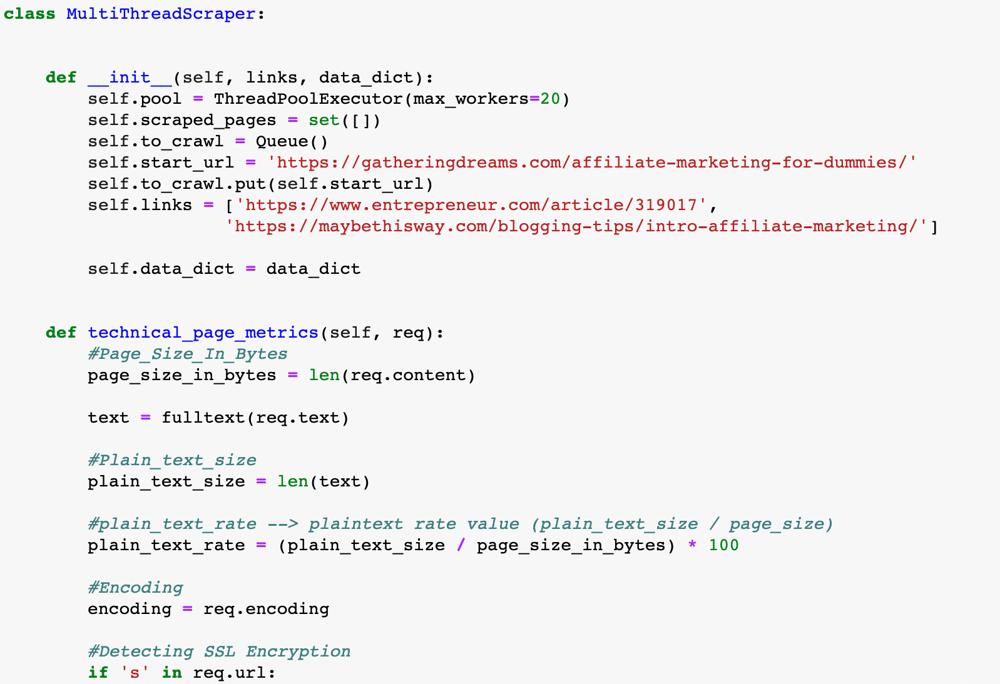 class MultiThreadScraper:
def __init__(self, links, data_dict):
self.pool = ThreadPoolExecutor(max_workers=20)
self.scraped_pages = set([])
self.to_crawl = Queue()
self.start_url = 'https://gatheringdreams.com/affiliate-marketing-for-dummies/'
self.to_crawl.put(self.start_url)
self.links = ['https://www.entrepreneur.com/article/319017',
'https://maybethisway.com/blogging-tips/intro-affiliate-marketing/']
self.data_dict = data_dict
def technical_page_metrics(self, req):
#Page_Size_In_Bytes
page_size_in_bytes = len(req.content)
text = fulltext(req.text)
#Plain_text_size
plain_text_size = len(text)
#plain_text_rate --> plaintext rate value (plain_text_size / page_size)
plain_text_rate = (plain_text_size / page_size_in_bytes) * 100
#Encoding
encoding = req.encoding
#Detecting SSL Encryption
if 's' in req.url: